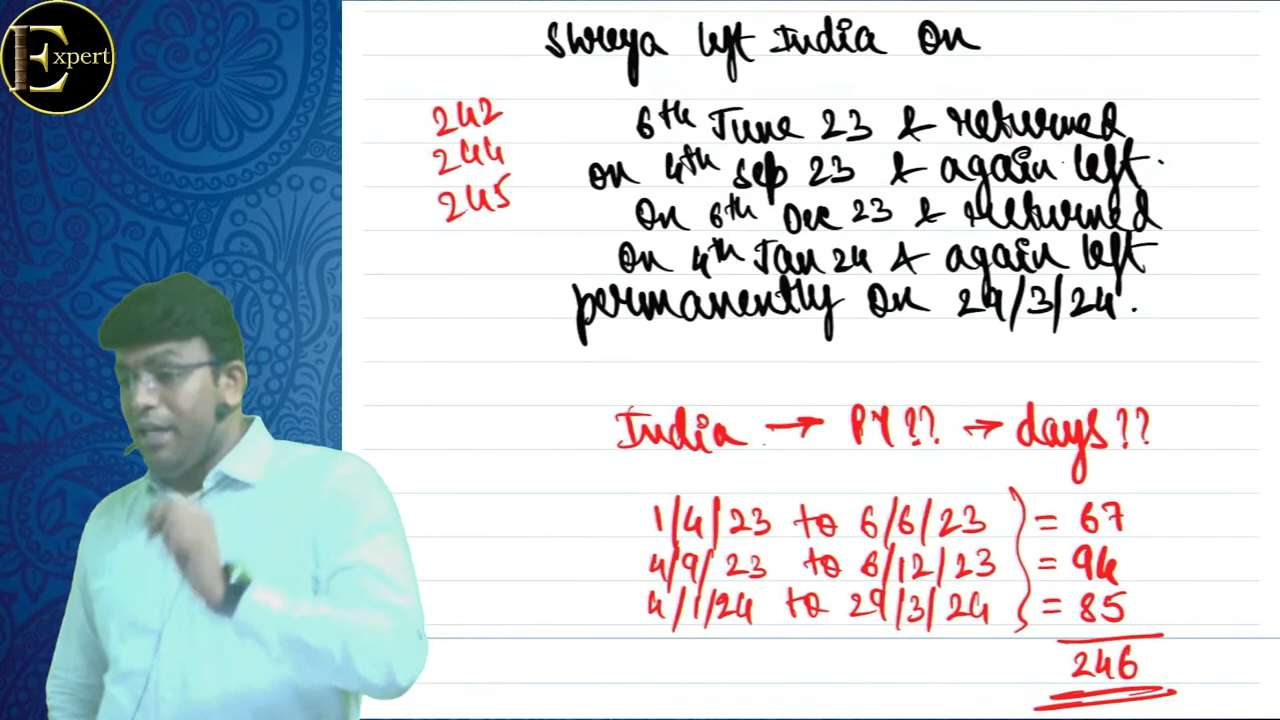 Expert
Shreya left India on
6th June 23 & returned
on 4th Sep 23 & again left.
On 6th Dec 23 & returned
on 4th Jan 24 & again left
permanently on 29/3/24.
242
244
245
India → PY?? → days??
1/4/23 to 6/6/23 = 67
4/9/23 to 6/12/23 = 94
4/1/24 to 29/3/24 = 85
246